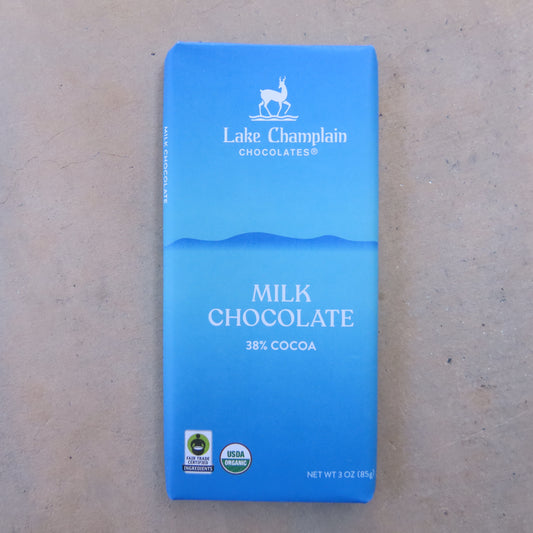 Lake Champlain
CHOCOLATES®
MILK CHOCOLATE
MILK
CHOCOLATE
38% COCOA
FAIR TRADE
CERTIFIED
INGREDIENTS
USDA
ORGANIC
NET WT 3 OZ (85g)